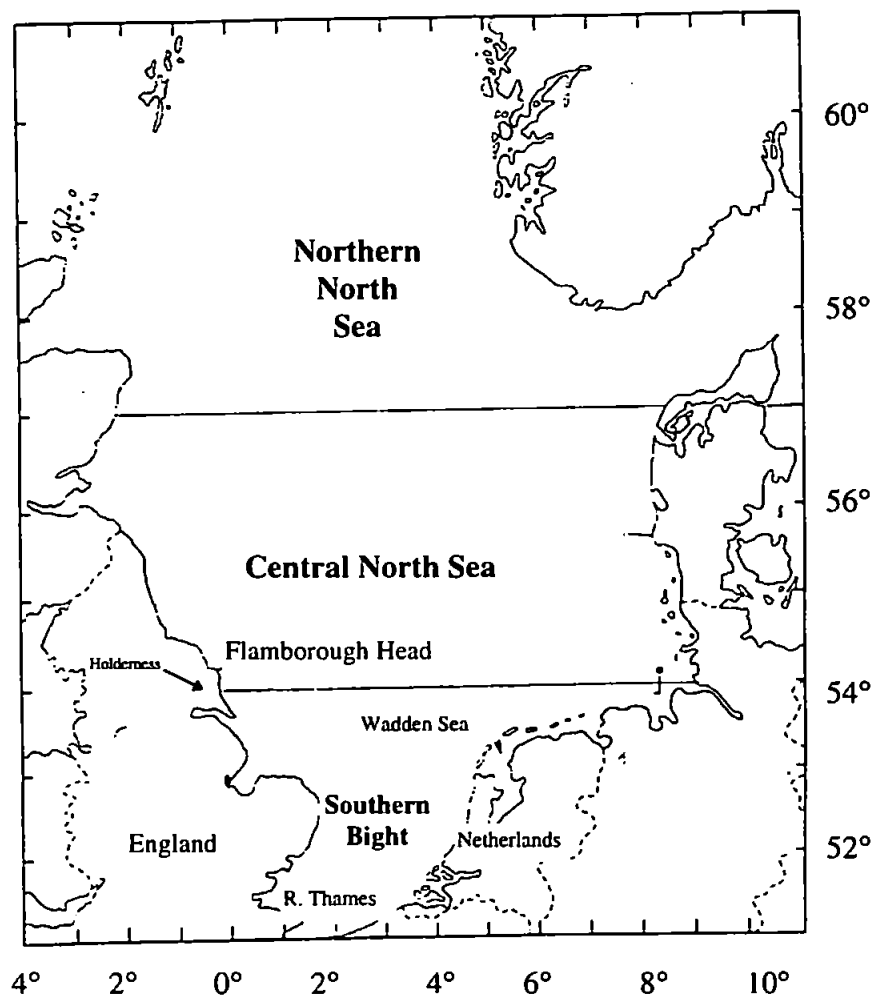 60°
Northern
North
Sea
58°
56°
Central North Sea
Flamborough Head
Holderness
54°
Wadden Sea
Southern
Bight
England
Netherlands
52°
R. Thames
4° 2° 0° 2° 4° 6° 8° 10°